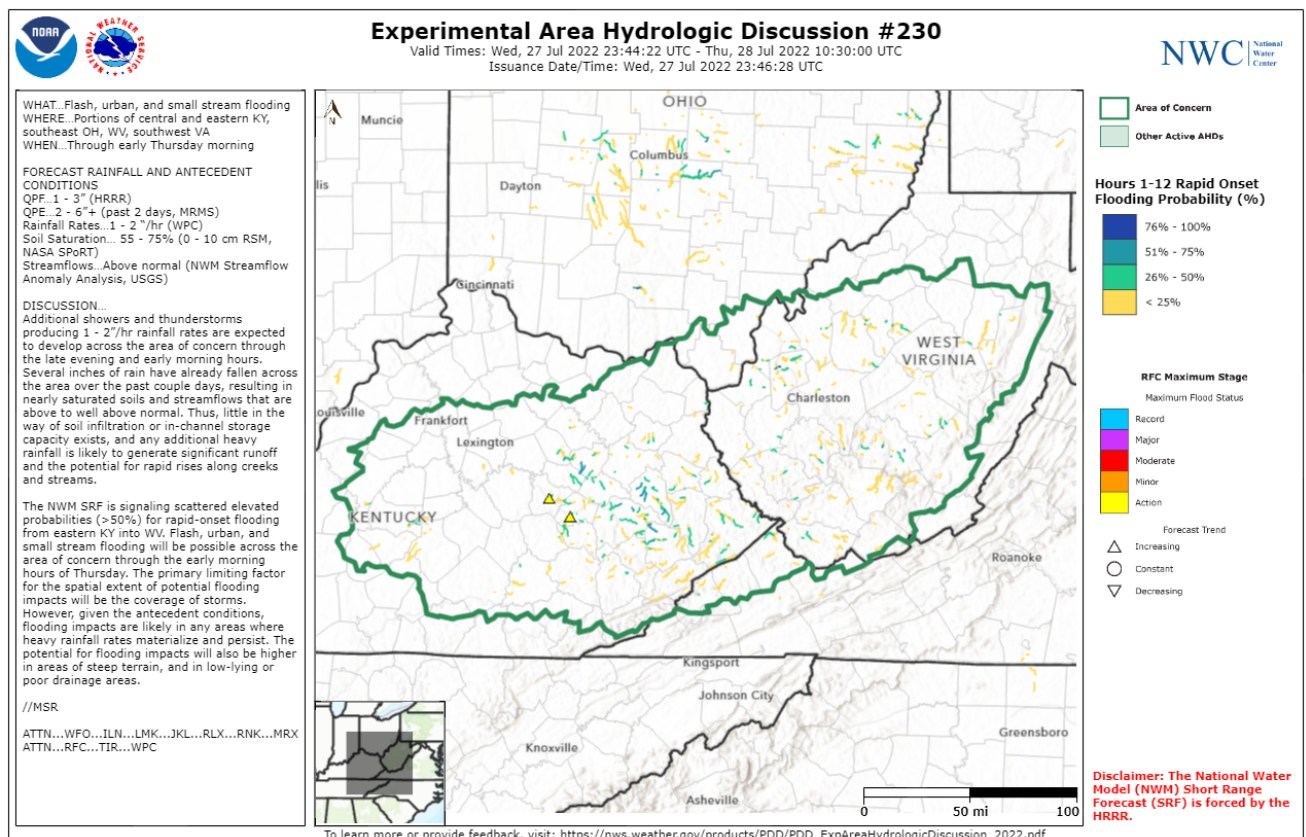 Experimental Area Hydrologic Discussion #230
Valid Times: Wed, 27 Jul 2022 23:44:22 UTC - Thu, 28 Jul 2022 10:30:00 UTC
Issuance Date/Time: Wed, 27 Jul 2022 23:46:28 UTC
NOAA
NATIONAL WEATHER SERVICE
NWC
National
Water
Center
WHAT...Flash, urban, and small stream flooding
WHERE...Portions of central and eastern KY,
southeast OH, WV, southwest VA
WHEN...Through early Thursday morning
FORECAST RAINFALL AND ANTECEDENT
CONDITIONS
QPF...1 - 3” (HRRR)
QPE...2 - 6”+ (past 2 days, MRMS)
Rainfall Rates...1 - 2 “/hr (WPC)
Soil Saturation... 55 - 75% (0 - 10 cm RSM,
NASA SPoRT)
Streamflows...Above normal (NWM Streamflow
Anomaly Analysis, USGS)
DISCUSSION...
Additional showers and thunderstorms
producing 1 - 2”/hr rainfall rates are expected
to develop across the area of concern through
the late evening and early morning hours.
Several inches of rain have already fallen across
the area over the past couple days, resulting in
nearly saturated soils and streamflows that are
above to well above normal. Thus, little in the
way of soil infiltration or in-channel storage
capacity exists, and any additional heavy
rainfall is likely to generate significant runoff
and the potential for rapid rises along creeks
and streams.
The NWM SRF is signaling scattered elevated
probabilities (>50%) for rapid-onset flooding
from eastern KY into WV. Flash, urban, and
small stream flooding will be possible across the
area of concern through the early morning
hours of Thursday. The primary limiting factor
for the spatial extent of potential flooding
impacts will be the coverage of storms.
However, given the antecedent conditions,
flooding impacts are likely in any areas where
heavy rainfall rates materialize and persist. The
potential for flooding impacts will also be higher
in areas of steep terrain, and in low-lying or
poor drainage areas.
//MSR
ATTN...WFO...ILN...LMK...JKL...RLX...RNK...MRX
ATTN...RFC...TIR...WPC
N
OHIO
Muncie
Columbus
lis
Dayton
Cincinnati
WEST
VIRGINIA
Charleston
ouisville
Frankfort
Lexington
KENTUCKY
Roanoke
Kingsport
Johnson City
Greensboro
Knoxville
Asheville
0
50 mi
100
Area of Concern
Other Active AHDs
Hours 1-12 Rapid Onset
Flooding Probability (%)
76% - 100%
51% - 75%
26% - 50%
< 25%
RFC Maximum Stage
Maximum Flood Status
Record
Major
Moderate
Minor
Action
Forecast Trend
Increasing
Constant
Decreasing
Disclaimer: The National Water
Model (NWM) Short Range
Forecast (SRF) is forced by the
HRRR.
To learn more or provide feedback, visit: https://nws.weather.gov/products/PDD/PDD_ExpAreaHydrologicDiscussion_2022.pdf